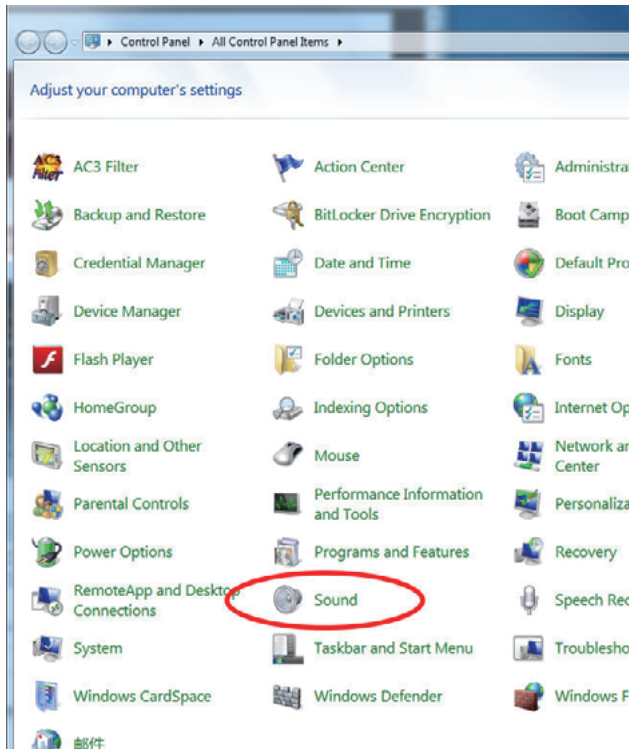 Control Panel ▸ All Control Panel Items ▸
Adjust your computer's settings
AC3 Filter
Action Center
Administra
Backup and Restore
BitLocker Drive Encryption
Boot Camp
Credential Manager
Date and Time
Default Pro
Device Manager
Devices and Printers
Display
Flash Player
Folder Options
Fonts
HomeGroup
Indexing Options
Internet Op
Location and Other
Sensors
Mouse
Network an
Center
Parental Controls
Performance Information
and Tools
Personaliza
Power Options
Programs and Features
Recovery
RemoteApp and Desktop
Connections
Sound
Speech Rec
System
Taskbar and Start Menu
Troublesho
Windows CardSpace
Windows Defender
Windows F
邮件